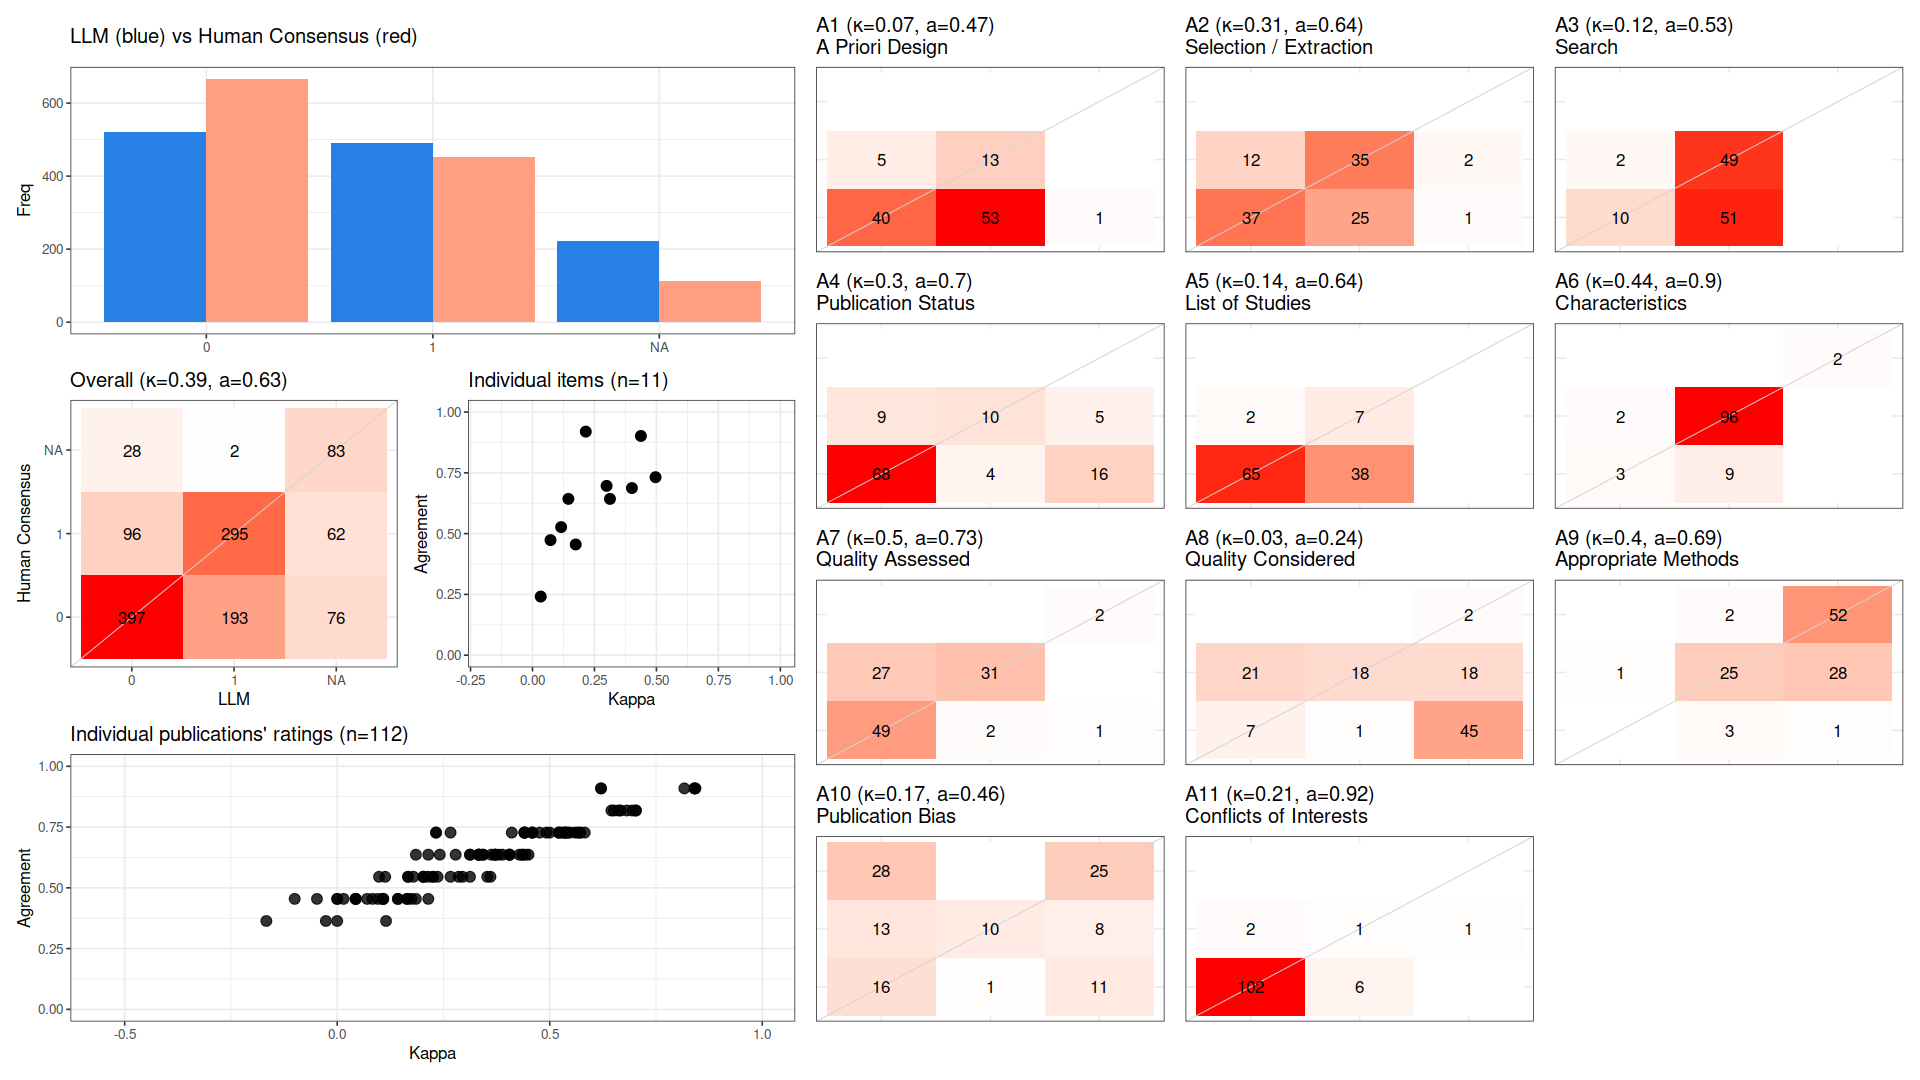 LLM (blue) vs Human Consensus (red)
Freq
600
400
200
0
0 1 NA
Overall (κ=0.39, a=0.63)
Human Consensus
NA 28 2 83
1 96 295 62
0 397 193 76
0 1 NA
LLM
Individual items (n=11)
Agreement
1.00
0.75
0.50
0.25
0.00
-0.25 0.00 0.25 0.50 0.75 1.00
Kappa
Individual publications' ratings (n=112)
Agreement
1.00
0.75
0.50
0.25
0.00
-0.5 0.0 0.5 1.0
Kappa
A1 (κ=0.07, a=0.47)
A Priori Design
5 13
40 53 1
A2 (κ=0.31, a=0.64)
Selection / Extraction
12 35 2
37 25 1
A3 (κ=0.12, a=0.53)
Search
2 49
10 51
A4 (κ=0.3, a=0.7)
Publication Status
9 10 5
68 4 16
A5 (κ=0.14, a=0.64)
List of Studies
2 7
65 38
A6 (κ=0.44, a=0.9)
Characteristics
2
2 96
3 9
A7 (κ=0.5, a=0.73)
Quality Assessed
2
27 31
49 2 1
A8 (κ=0.03, a=0.24)
Quality Considered
2
21 18 18
7 1 45
A9 (κ=0.4, a=0.69)
Appropriate Methods
2 52
1 25 28
3 1
A10 (κ=0.17, a=0.46)
Publication Bias
28 25
13 10 8
16 1 11
A11 (κ=0.21, a=0.92)
Conflicts of Interests
2 1 1
102 6